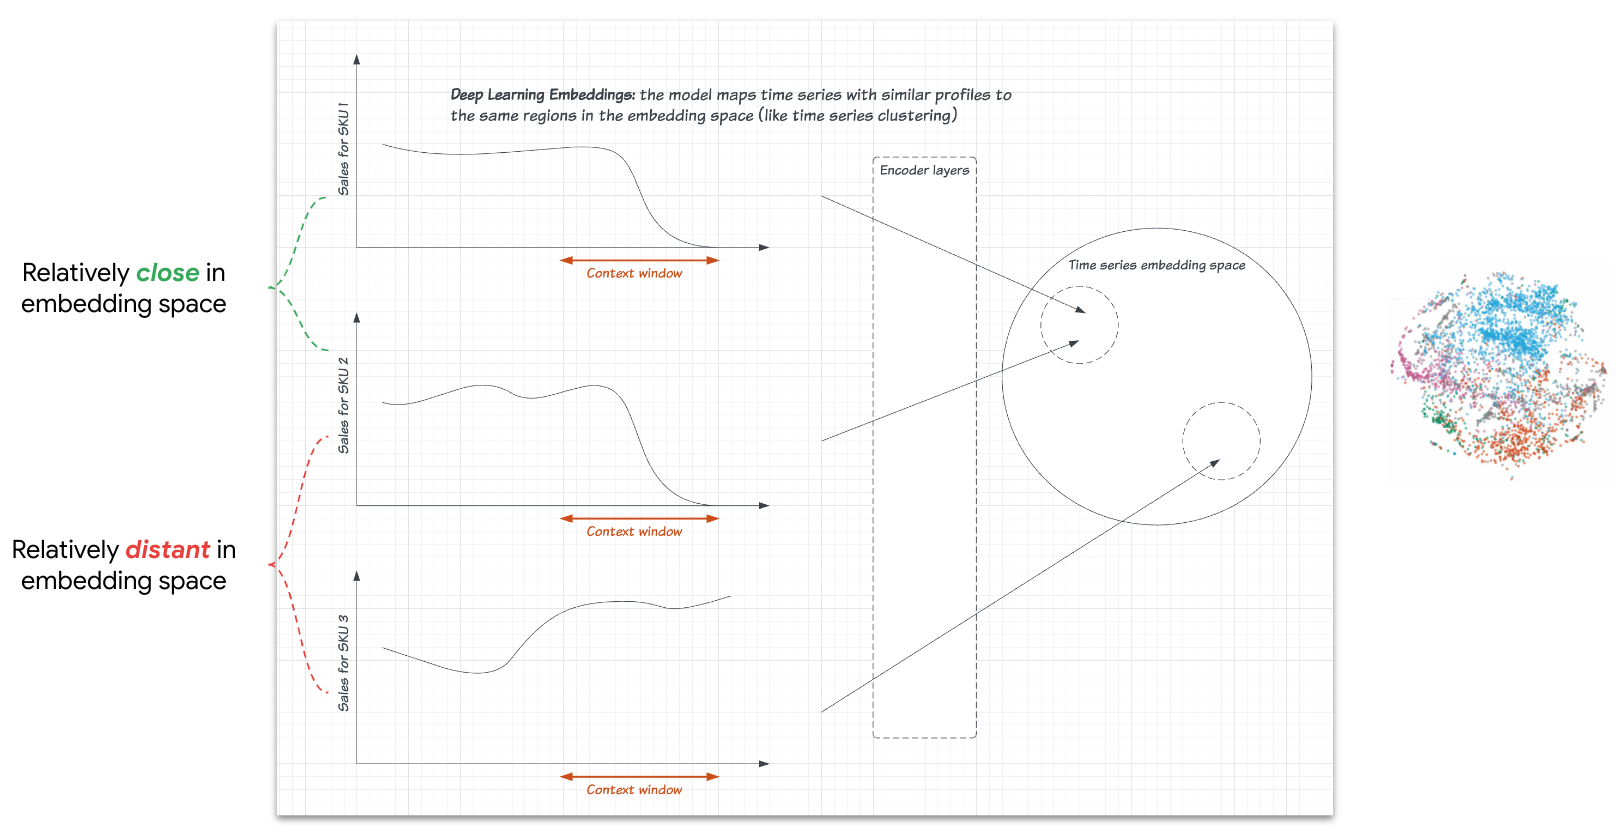 Deep Learning Embeddings: the model maps time series with similar profiles to
the same regions in the embedding space (like time series clustering)
Sales for SKU 1
Context window
Relatively close in
embedding space
Sales for SKU 2
Context window
Relatively distant in
embedding space
Sales for SKU 3
Context window
Encoder layers
Time series embedding space